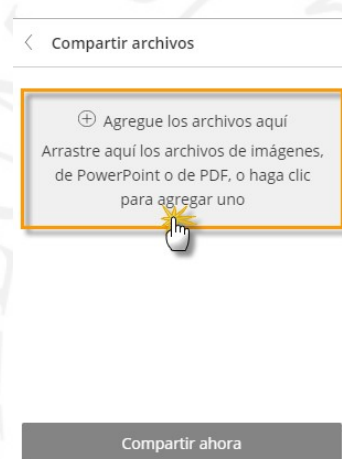 Compartir archivos
Agregue los archivos aquí
Arrastre aquí los archivos de imágenes,
de PowerPoint o de PDF, o haga clic
para agregar uno
Compartir ahora